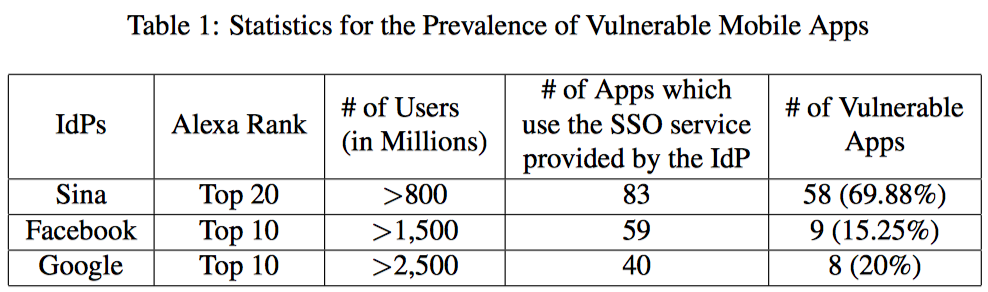 Table 1: Statistics for the Prevalence of Vulnerable Mobile Apps
IdPs Alexa Rank # of Users (in Millions) # of Apps which use the SSO service provided by the IdP # of Vulnerable Apps
Sina Top 20 >800 83 58 (69.88%)
Facebook Top 10 >1,500 59 9 (15.25%)
Google Top 10 >2,500 40 8 (20%)